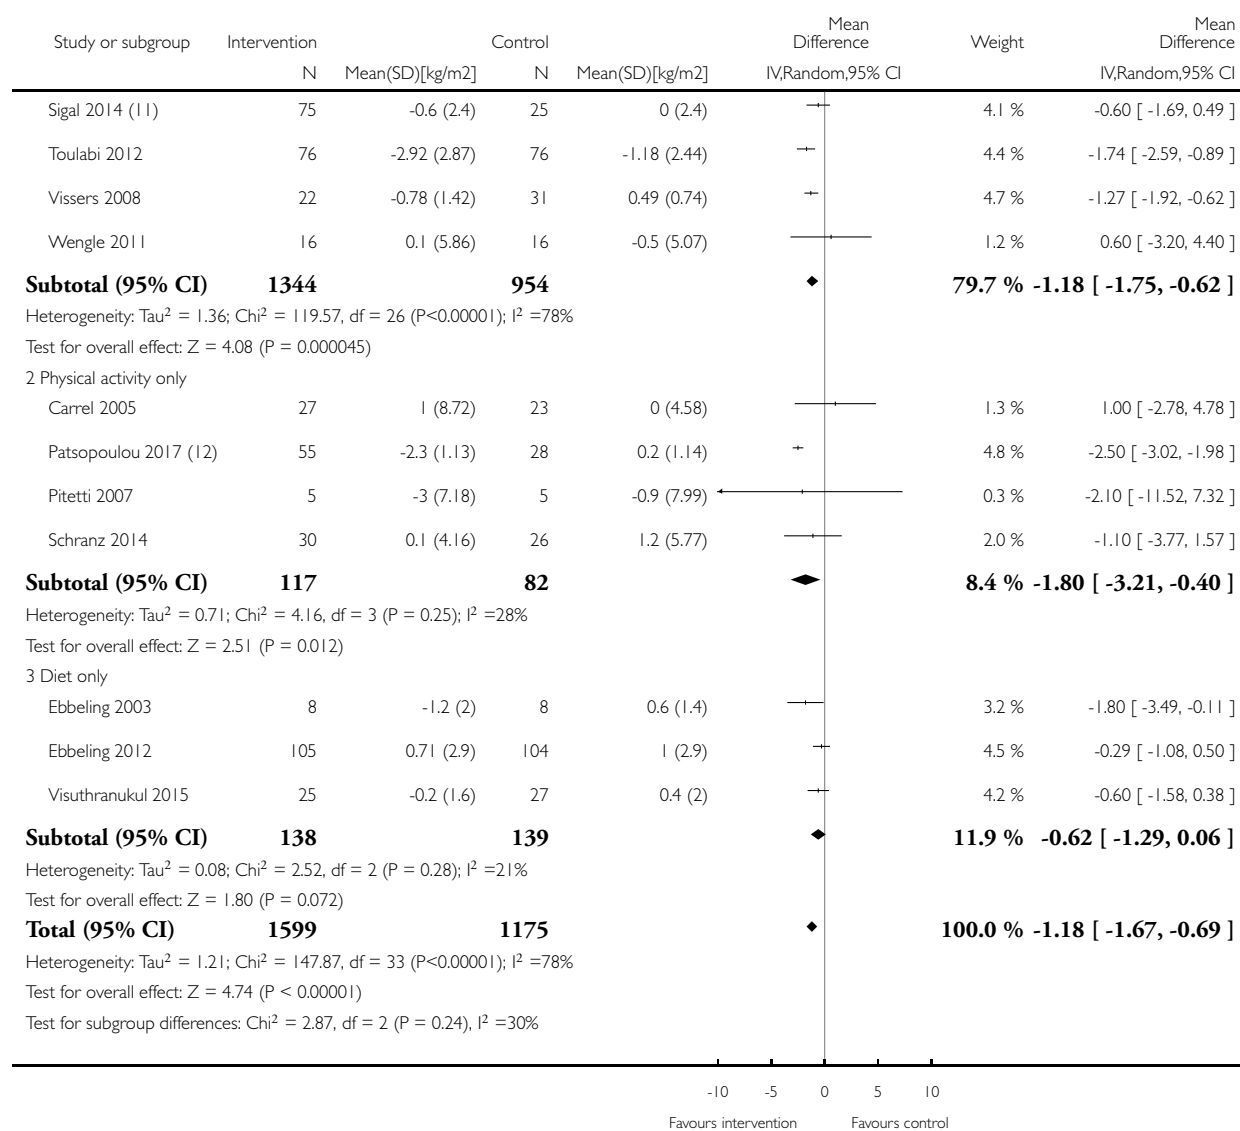 Mean Mean
Study or subgroup Intervention Control Difference Weight Difference
N Mean(SD)[kg/m2] N Mean(SD)[kg/m2] IV,Random,95% CI IV,Random,95% CI
Sigal 2014 (11) 75 -0.6 (2.4) 25 0 (2.4) 4.1 % -0.60 [ -1.69, 0.49 ]
Toulabi 2012 76 -2.92 (2.87) 76 -1.18 (2.44) 4.4 % -1.74 [ -2.59, -0.89 ]
Vissers 2008 22 -0.78 (1.42) 31 0.49 (0.74) 4.7 % -1.27 [ -1.92, -0.62 ]
Wengle 2011 16 0.1 (5.86) 16 -0.5 (5.07) 1.2 % 0.60 [ -3.20, 4.40 ]
Subtotal (95% CI) 1344 954 79.7 % -1.18 [ -1.75, -0.62 ]
Heterogeneity: Tau² = 1.36; Chi² = 119.57, df = 26 (P<0.00001); I² =78%
Test for overall effect: Z = 4.08 (P = 0.000045)
2 Physical activity only
Carrel 2005 27 1 (8.72) 23 0 (4.58) 1.3 % 1.00 [ -2.78, 4.78 ]
Patsopoulou 2017 (12) 55 -2.3 (1.13) 28 0.2 (1.14) 4.8 % -2.50 [ -3.02, -1.98 ]
Pitetti 2007 5 -3 (7.18) 5 -0.9 (7.99) 0.3 % -2.10 [ -11.52, 7.32 ]
Schranz 2014 30 0.1 (4.16) 26 1.2 (5.77) 2.0 % -1.10 [ -3.77, 1.57 ]
Subtotal (95% CI) 117 82 8.4 % -1.80 [ -3.21, -0.40 ]
Heterogeneity: Tau² = 0.71; Chi² = 4.16, df = 3 (P = 0.25); I² =28%
Test for overall effect: Z = 2.51 (P = 0.012)
3 Diet only
Ebbeling 2003 8 -1.2 (2) 8 0.6 (1.4) 3.2 % -1.80 [ -3.49, -0.11 ]
Ebbeling 2012 105 0.71 (2.9) 104 1 (2.9) 4.5 % -0.29 [ -1.08, 0.50 ]
Visuthranukul 2015 25 -0.2 (1.6) 27 0.4 (2) 4.2 % -0.60 [ -1.58, 0.38 ]
Subtotal (95% CI) 138 139 11.9 % -0.62 [ -1.29, 0.06 ]
Heterogeneity: Tau² = 0.08; Chi² = 2.52, df = 2 (P = 0.28); I² =21%
Test for overall effect: Z = 1.80 (P = 0.072)
Total (95% CI) 1599 1175 100.0 % -1.18 [ -1.67, -0.69 ]
Heterogeneity: Tau² = 1.21; Chi² = 147.87, df = 33 (P<0.00001); I² =78%
Test for overall effect: Z = 4.74 (P < 0.00001)
Test for subgroup differences: Chi² = 2.87, df = 2 (P = 0.24), I² =30%
-10 -5 0 5 10
Favours intervention Favours control